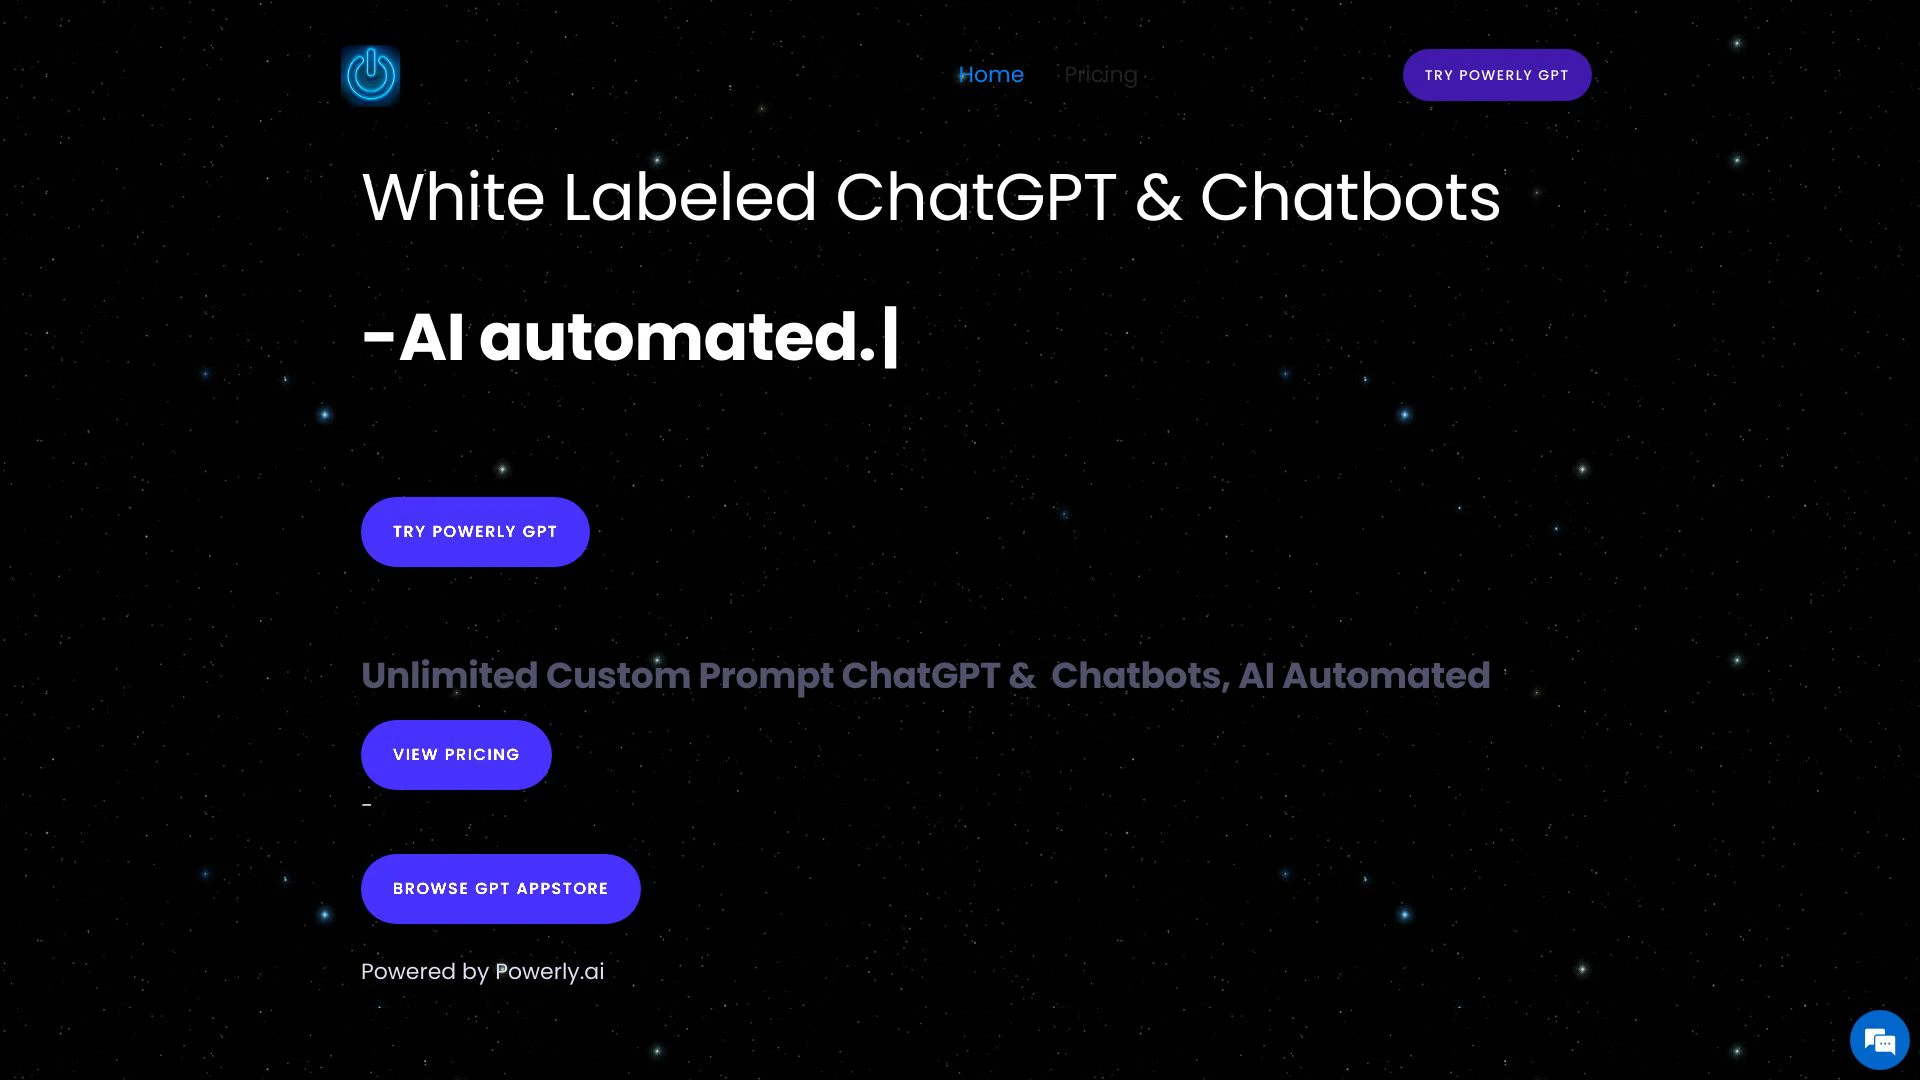 Home Pricing TRY POWERLY GPT
White Labeled ChatGPT & Chatbots
-AI automated.|
TRY POWERLY GPT
Unlimited Custom Prompt ChatGPT & Chatbots, AI Automated
VIEW PRICING
-
BROWSE GPT APPSTORE
Powered by Powerly.ai